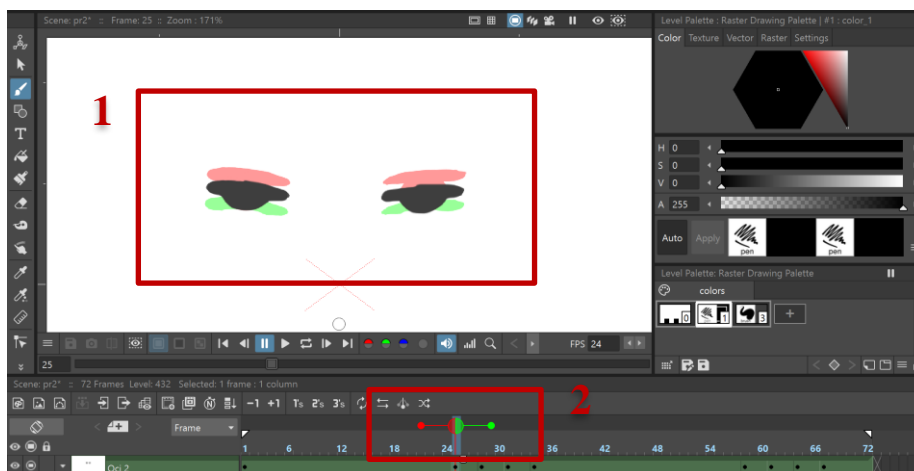 Scene: pr2* :: Frame: 25 :: Zoom : 171%
Level Palette : Raster Drawing Palette | #1 : color_1
Color Texture Vector Raster Settings
1
H 0
S 0
V 0
A 255
Auto Apply pen pen
Level Palette: Raster Drawing Palette
colors
0 1 3
FPS 24
25
Scene: pr2* :: 72 Frames Level: 432 Selected: 1 frame : 1 column
-1 +1 1's 2's 3's
2
Frame
1 6 12 18 24 30 36 42 48 54 60 66 72
Oci 2